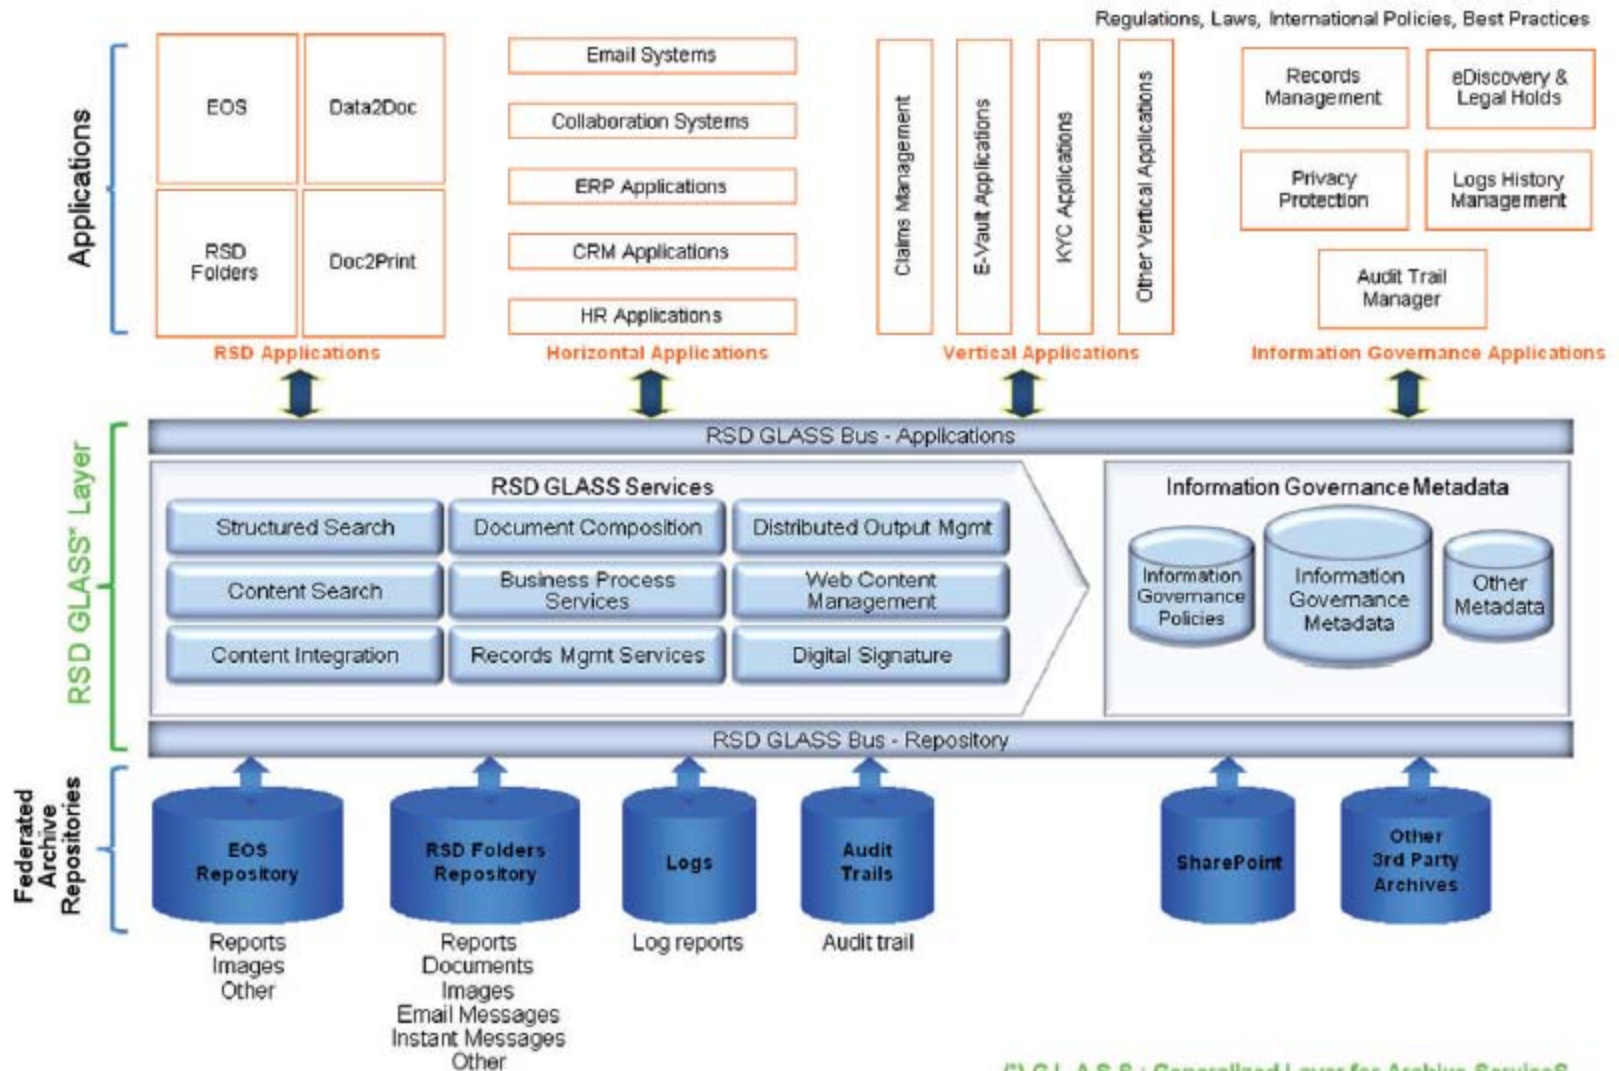 Regulations, Laws, International Policies, Best Practices
Applications
EOS
Data2Doc
RSD
Folders
Doc2Print
RSD Applications
Email Systems
Collaboration Systems
ERP Applications
CRM Applications
HR Applications
Horizontal Applications
Claims Management
E-Vault Applications
KYC Applications
Other Vertical Applications
Vertical Applications
Records
Management
eDiscovery &
Legal Holds
Privacy
Protection
Logs History
Management
Audit Trail
Manager
Information Governance Applications
RSD GLASS* Layer
RSD GLASS Bus - Applications
RSD GLASS Services
Structured Search
Document Composition
Distributed Output Mgmt
Content Search
Business Process
Services
Web Content
Management
Content Integration
Records Mgmt Services
Digital Signature
Information Governance Metadata
Information
Governance
Policies
Information
Governance
Metadata
Other
Metadata
RSD GLASS Bus - Repository
Federated
Archive
Repositories
EOS
Repository
RSD Folders
Repository
Logs
Audit
Trails
SharePoint
Other
3rd Party
Archives
Reports
Images
Other
Reports
Documents
Images
Email Messages
Instant Messages
Other
Log reports
Audit trail
(*) G.L.A.S.S : Generalized Layer for Archive ServiceS